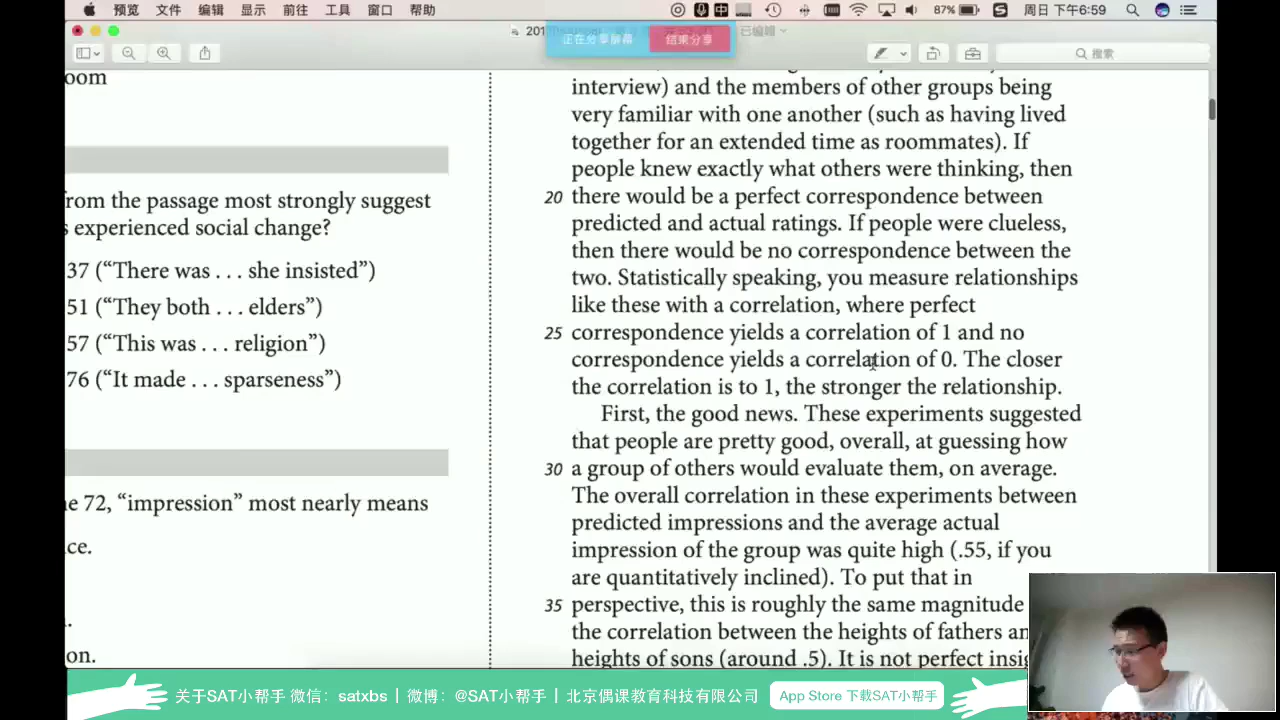 预览 文件 编辑 显示 前往 工具 窗口 帮助 中 87% S 周日 下午6:59
201 正在分享屏幕 结束分享 已编辑
搜索
oom
rom the passage most strongly suggest
s experienced social change?
37 (“There was . . . she insisted”)
51 (“They both . . . elders”)
57 (“This was . . . religion”)
76 (“It made . . . sparseness”)
ne 72, “impression” most nearly means
ce.
on.
interview) and the members of other groups being
very familiar with one another (such as having lived
together for an extended time as roommates). If
people knew exactly what others were thinking, then
20 there would be a perfect correspondence between
predicted and actual ratings. If people were clueless,
then there would be no correspondence between the
two. Statistically speaking, you measure relationships
like these with a correlation, where perfect
25 correspondence yields a correlation of 1 and no
correspondence yields a correlation of 0. The closer
the correlation is to 1, the stronger the relationship.
First, the good news. These experiments suggested
that people are pretty good, overall, at guessing how
30 a group of others would evaluate them, on average.
The overall correlation in these experiments between
predicted impressions and the average actual
impression of the group was quite high (.55, if you
are quantitatively inclined). To put that in
35 perspective, this is roughly the same magnitude
the correlation between the heights of fathers an
heights of sons (around .5). It is not perfect insig
关于SAT小帮手 微信：satxbs | 微博：@SAT小帮手 | 北京偶课教育科技有限公司 App Store 下载SAT小帮手